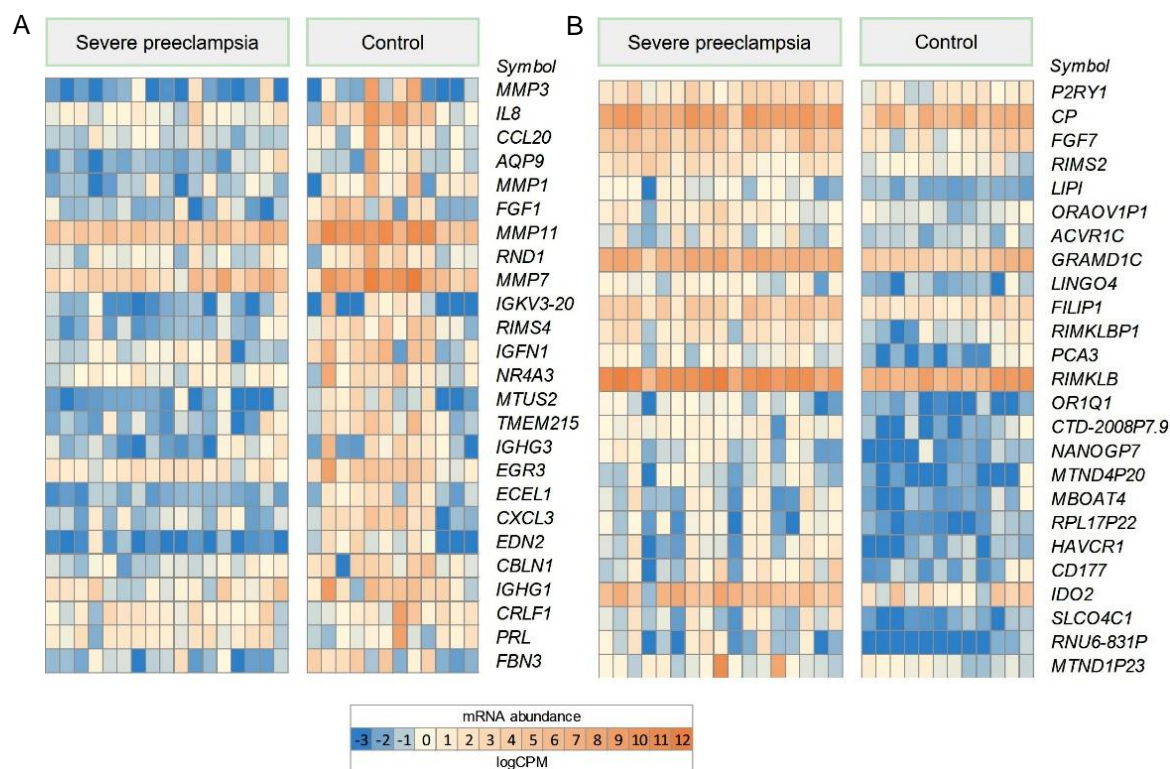 A
Severe preeclampsia
Control
Symbol
MMP3
IL8
CCL20
AQP9
MMP1
FGF1
MMP11
RND1
MMP7
IGKV3-20
RIMS4
IGFN1
NR4A3
MTUS2
TMEM215
IGHG3
EGR3
ECEL1
CXCL3
EDN2
CBLN1
IGHG1
CRLF1
PRL
FBN3
B
Severe preeclampsia
Control
Symbol
P2RY1
CP
FGF7
RIMS2
LIPI
ORAOV1P1
ACVR1C
GRAMD1C
LINGO4
FILIP1
RIMKLBP1
PCA3
RIMKLB
OR1Q1
CTD-2008P7.9
NANOGP7
MTND4P20
MBOAT4
RPL17P22
HAVCR1
CD177
IDO2
SLCO4C1
RNU6-831P
MTND1P23
mRNA abundance
-3 -2 -1 0 1 2 3 4 5 6 7 8 9 10 11 12
logCPM